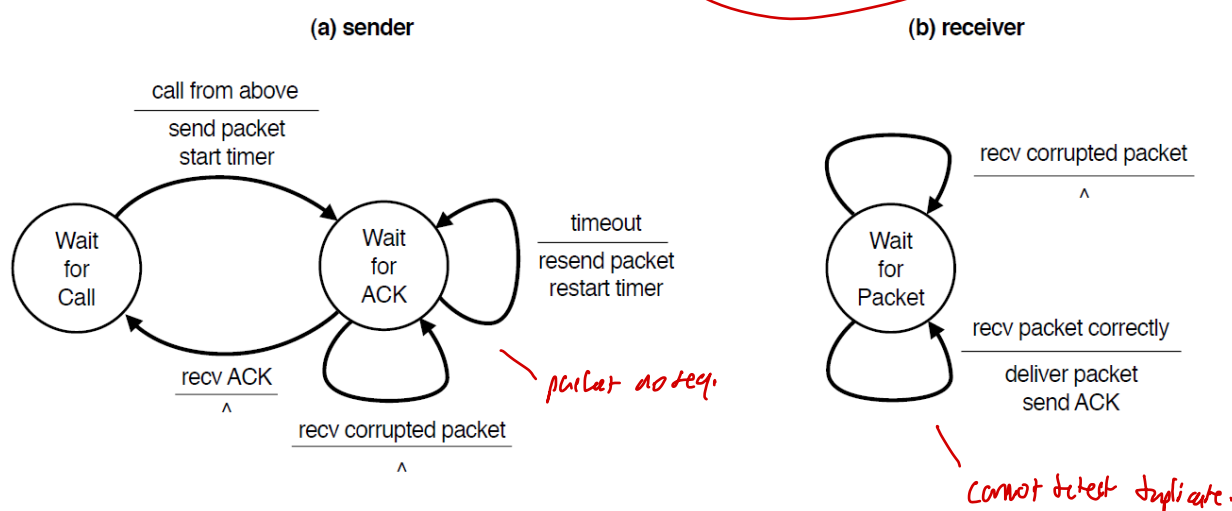 (a) sender
(b) receiver
call from above
send packet
start timer
recv corrupted packet
^
Wait
for
Call
Wait
for
ACK
timeout
resend packet
restart timer
Wait
for
Packet
recv packet correctly
deliver packet
send ACK
recv ACK
^
packet no seq.
recv corrupted packet
^
cannot detect duplicate.